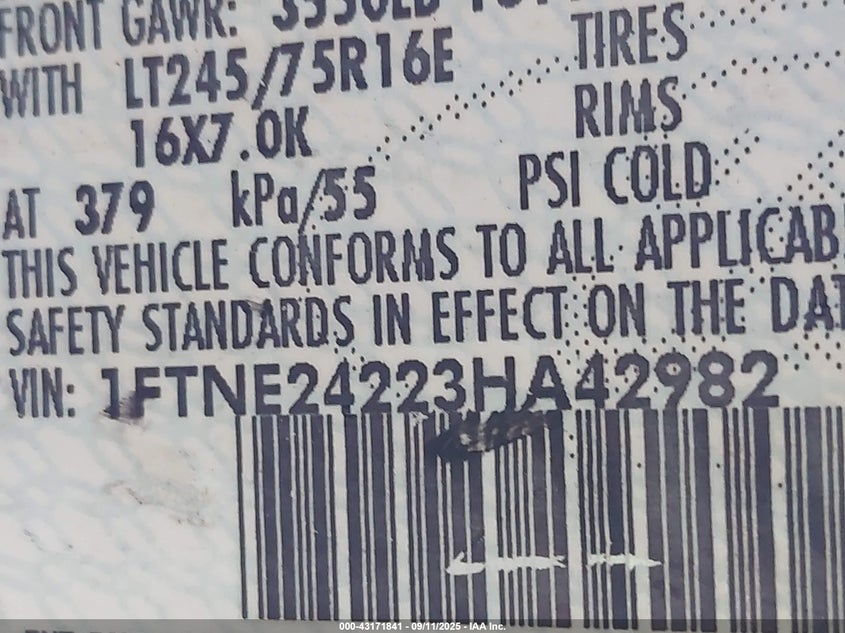 FRONT GAWR:
WITH LT245/75R16E TIRES
16X7.0K RIMS
AT 379 kPa/55 PSI COLD
THIS VEHICLE CONFORMS TO ALL APPLICAB
SAFETY STANDARDS IN EFFECT ON THE DAT
VIN: 1FTNE24223HA42982
000-43171841 - 09/11/2025 - IAA Inc.